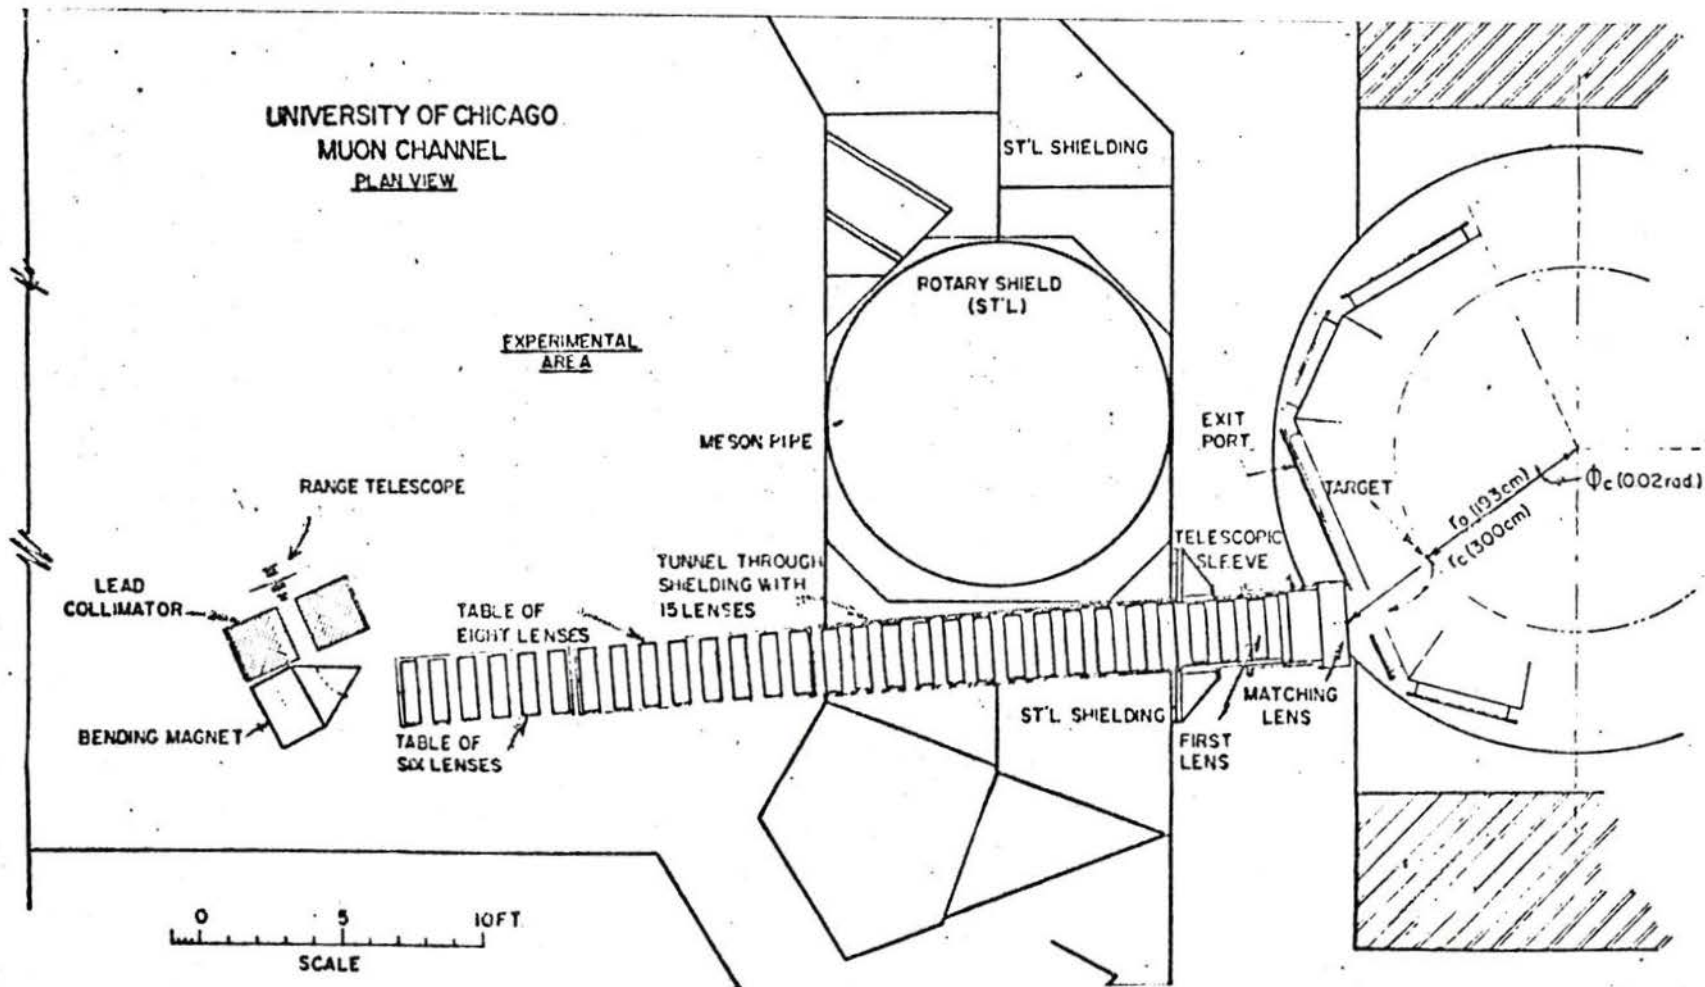 UNIVERSITY OF CHICAGO
MUON CHANNEL
PLAN VIEW
ST'L SHIELDING
ROTARY SHIELD
(ST'L)
EXPERIMENTAL
AREA
MESON PIPE
EXIT
PORT
TARGET
ϕc (0.02 rad.)
r0 (193cm)
rc (300cm)
RANGE TELESCOPE
LEAD
COLLIMATOR
TABLE OF
EIGHT LENSES
TUNNEL THROUGH
SHIELDING WITH
15 LENSES
TELESCOPIC
SLEEVE
BENDING MAGNET
TABLE OF
SIX LENSES
ST'L SHIELDING
FIRST
LENS
MATCHING
LENS
0 5 10 FT.
SCALE